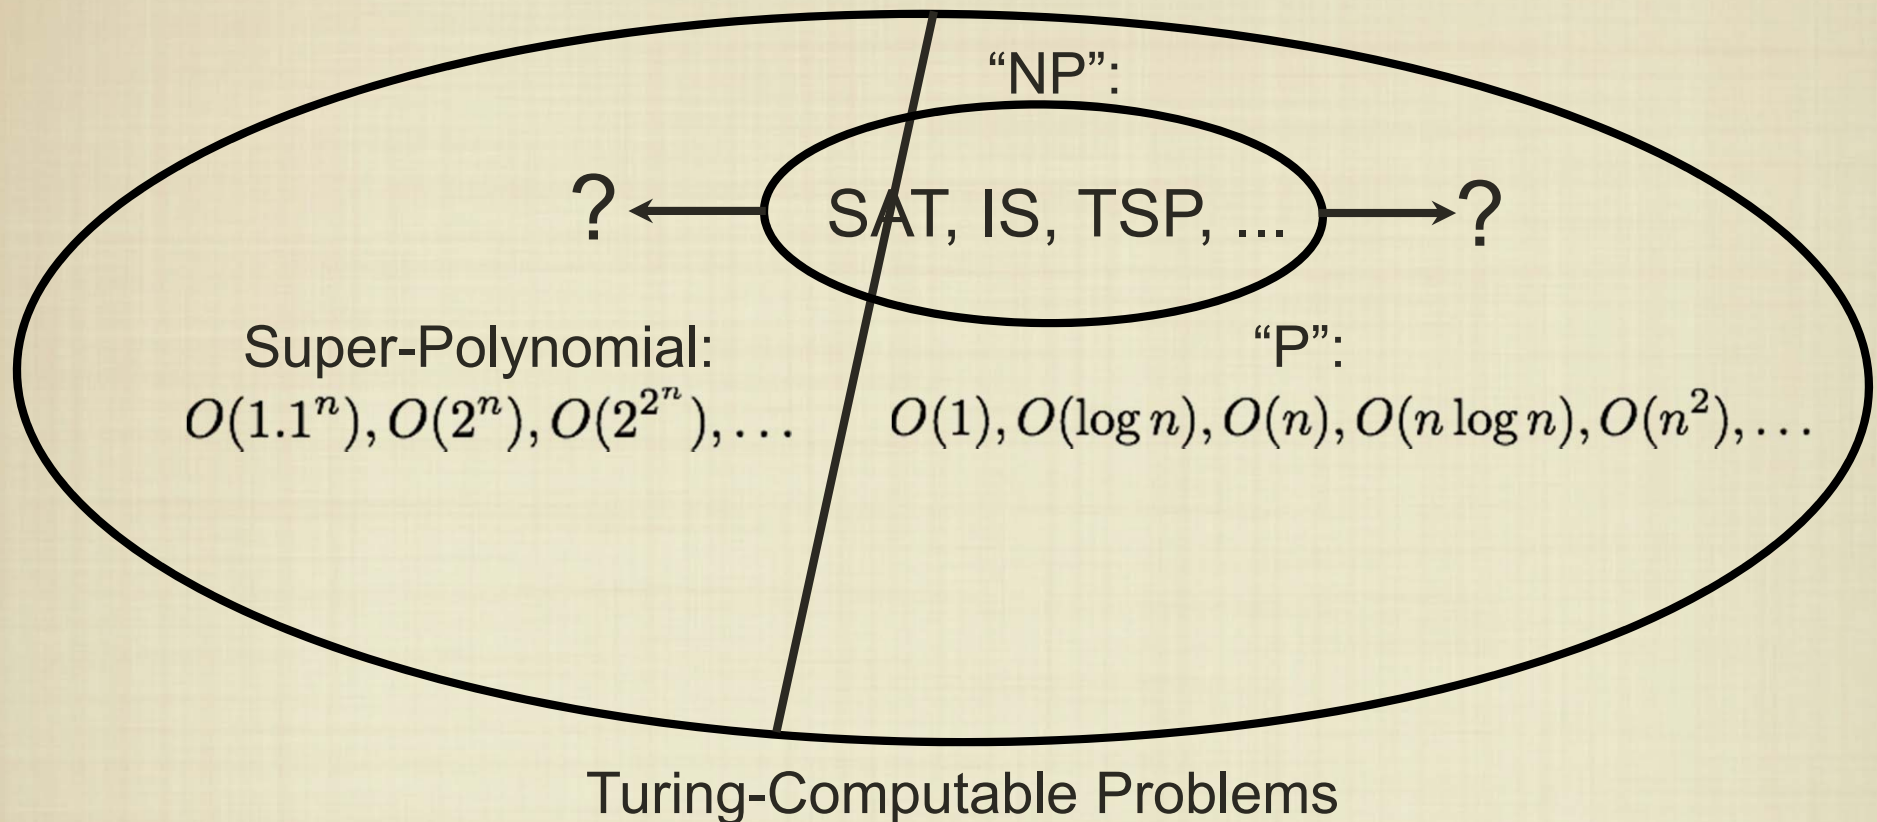 “NP”:
? SAT, IS, TSP, ... ?
Super-Polynomial:
“P”:
O(1.1^n), O(2^n), O(2^{2^n}), ...
O(1), O(log n), O(n), O(n log n), O(n^2), ...
Turing-Computable Problems